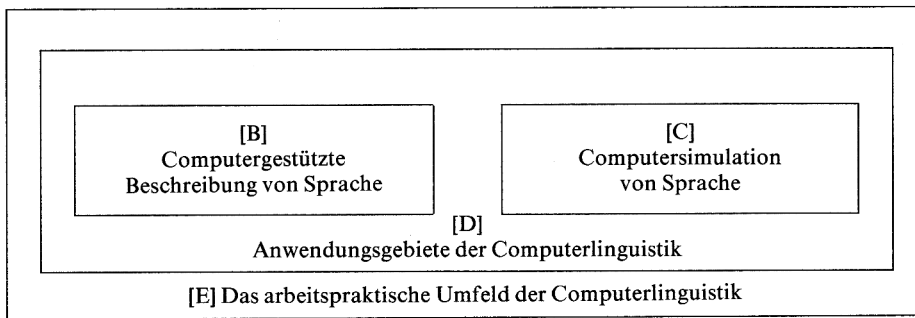 [B]
Computergestützte
Beschreibung von Sprache
[C]
Computersimulation
von Sprache
[D]
Anwendungsgebiete der Computerlinguistik
[E] Das arbeitspraktische Umfeld der Computerlinguistik